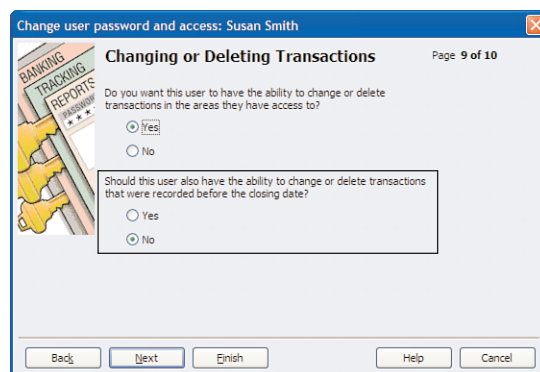 Change user password and access: Susan Smith
BANKING
TRACKING
REPORTS
PASSWORD
****
Changing or Deleting Transactions
Page 9 of 10
Do you want this user to have the ability to change or delete
transactions in the areas they have access to?
Yes
No
Should this user also have the ability to change or delete transactions
that were recorded before the closing date?
Yes
No
Back
Next
Finish
Help
Cancel